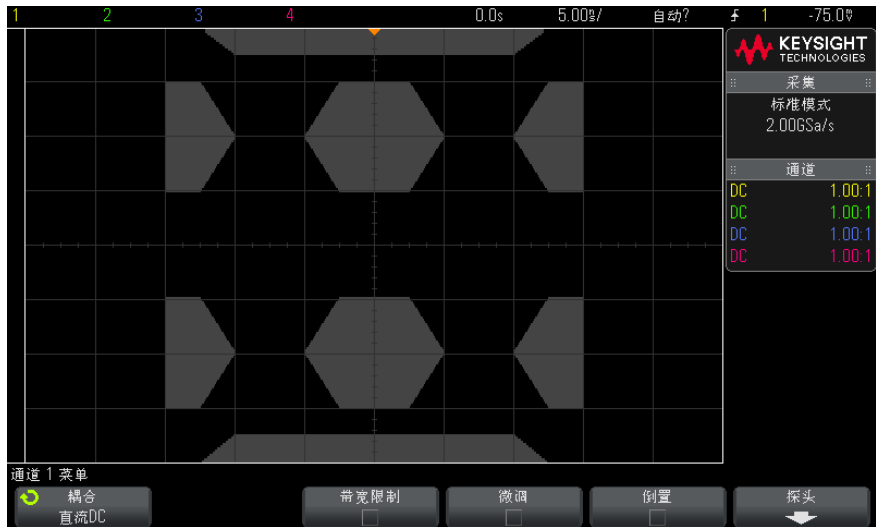 1 2 3 4 0.0s 5.00ns/ 自动? 1 -75.0V
KEYSIGHT
TECHNOLOGIES
采集
标准模式
2.00GSa/s
通道
DC 1.00:1
DC 1.00:1
DC 1.00:1
DC 1.00:1
通道 1 菜单
耦合 带宽限制 微调 倒置 探头
直流DC